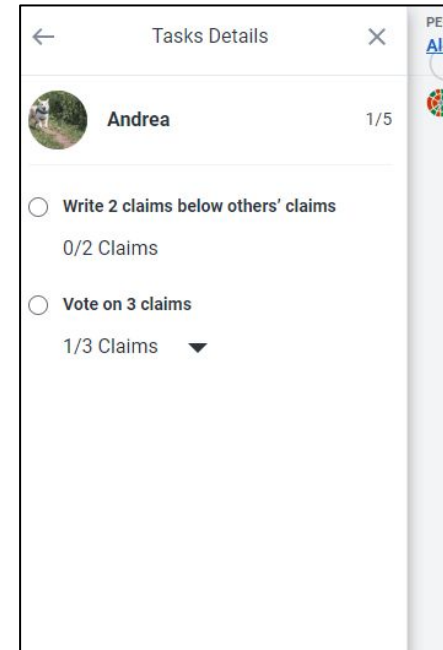 Tasks Details
Andrea
1/5
Write 2 claims below others’ claims
0/2 Claims
Vote on 3 claims
1/3 Claims
PE
Al